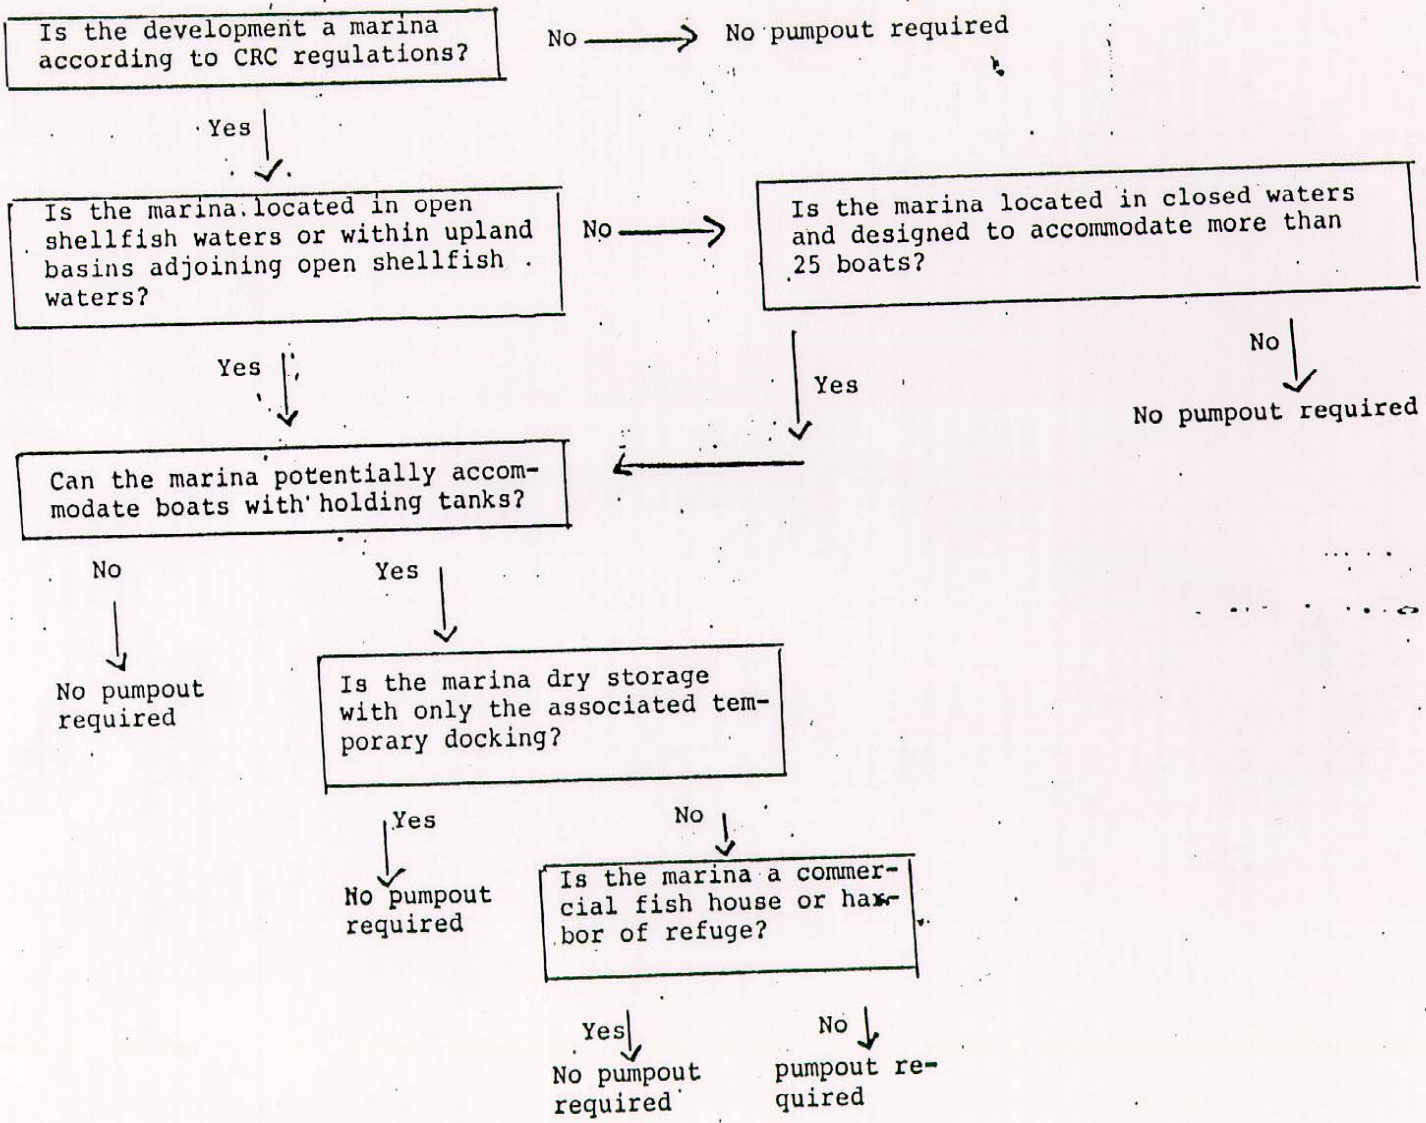 Is the development a marina
according to CRC regulations?
No
No pumpout required
Yes
Is the marina located in open
shellfish waters or within upland
basins adjoining open shellfish
waters?
No
Is the marina located in closed waters
and designed to accommodate more than
25 boats?
Yes
Yes
No
No pumpout required
Can the marina potentially accom-
modate boats with holding tanks?
No
Yes
No pumpout
required
Is the marina dry storage
with only the associated tem-
porary docking?
Yes
No
No pumpout
required
Is the marina a commer-
cial fish house or har-
bor of refuge?
Yes
No
No pumpout
required
pumpout re-
quired